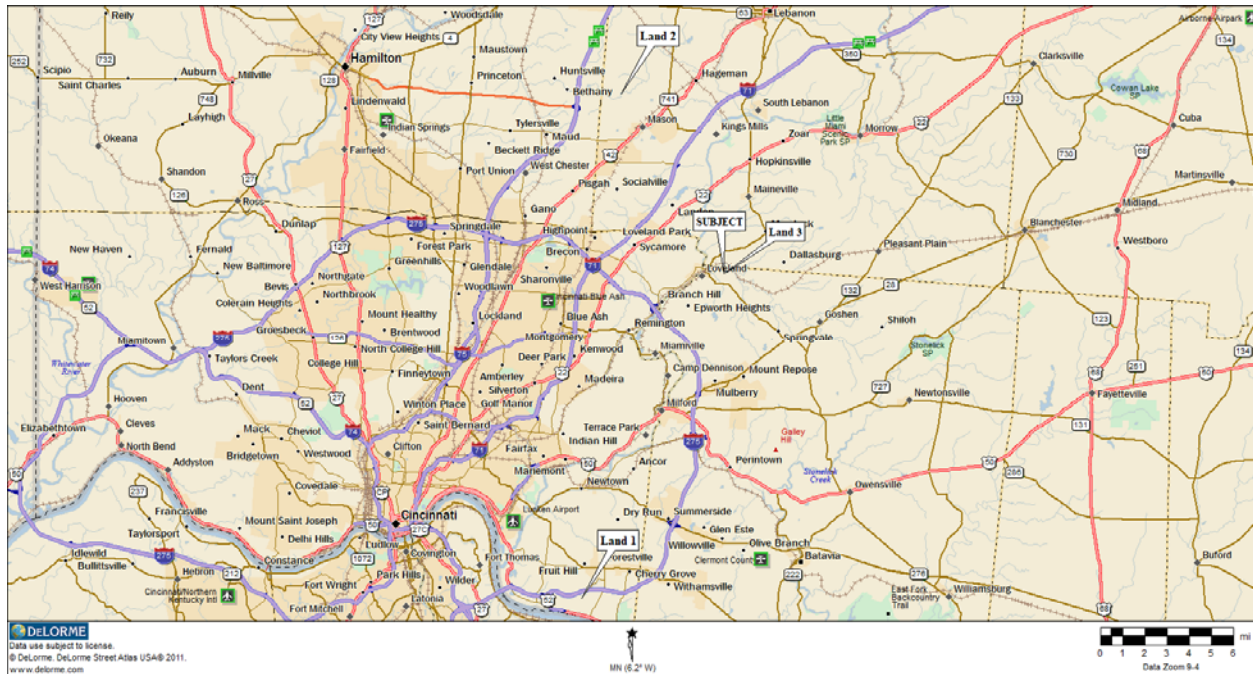 Reilly
Woodsdale
Lebanon
Airborne-Airpark
City View Heights
Maustown
Land 2
Clarksville
Hamilton
Scipio
Auburn
Millville
Princeton
Huntsville
Hageman
Saint Charles
Bethany
South Lebanon
Cowan Lake
SP
Lindenwald
Layhigh
Indian Springs
Tylersville
Mason
Kings Mills
Little
Miami
Scenic
Park SP
Morrow
Cuba
Okeana
Fairfield
Maud
Beckett Ridge
Zoar
West Chester
Hopkinsville
Shandon
Port Union
Pisgah
Socialville
Maineville
Martinsville
Ross
Gano
Midland
Dunlap
SUBJECT
Land 3
Blanchester
Springdale
Highpoint
Loveland Park
New Haven
Fernald
Forest Park
Brecon
Sycamore
Dallasburg
Pleasant Plain
Westboro
Greenhills
Glendale
Sharonville
Loveland
New Baltimore
Northgate
West Harrison
Bevis
Woodlawn
Branch Hill
Colerain Heights
Northbrook
Cincinnati-Blue Ash
Epworth Heights
Mount Healthy
Lockland
Blue Ash
Remington
Goshen
Shiloh
Groesbeck
Brentwood
Montgomery
Springvale
Miamitown
North College Hill
Deer Park
Kenwood
Miamiville
Stonelick
SP
Taylors Creek
College Hill
Whitewater
River
Finneytown
Amberley
Camp Dennison
Mount Repose
Dent
Silverton
Madeira
Mulberry
Newtonsville
Fayetteville
Hooven
Winton Place
Golf Manor
Milford
Cleves
Saint Bernard
Terrace Park
Elizabethtown
Mack
Cheviot
Clifton
Indian Hill
Galley
Hill
North Bend
Bridgetown
Westwood
Fairfax
Perintown
Addyston
Mariemont
Ancor
Stonelick
Creek
Covedale
Newtown
Owensville
Francisville
Lunken Airport
Mount Saint Joseph
Cincinnati
Dry Run
Summerside
Taylorsport
Delhi Hills
Glen Este
Idlewild
Constance
Ludlow
Covington
Fort Thomas
Land 1
Forestville
Willowville
Olive Branch
Batavia
Buford
Bullittsville
Hebron
Park Hills
Fruit Hill
Clermont Count
Cherry Grove
Fort Wright
Wilder
Withamsville
Williamsburg
Cincinnati/Northern
Kentucky Intl
Latonia
East Fork
Backcountry
Trail
Fort Mitchell
DELORME
Data use subject to license.
© DeLorme. DeLorme Street Atlas USA® 2011.
www.delorme.com
MN (6.2° W)
mi
0 1 2 3 4 5 6
Data Zoom 9-4